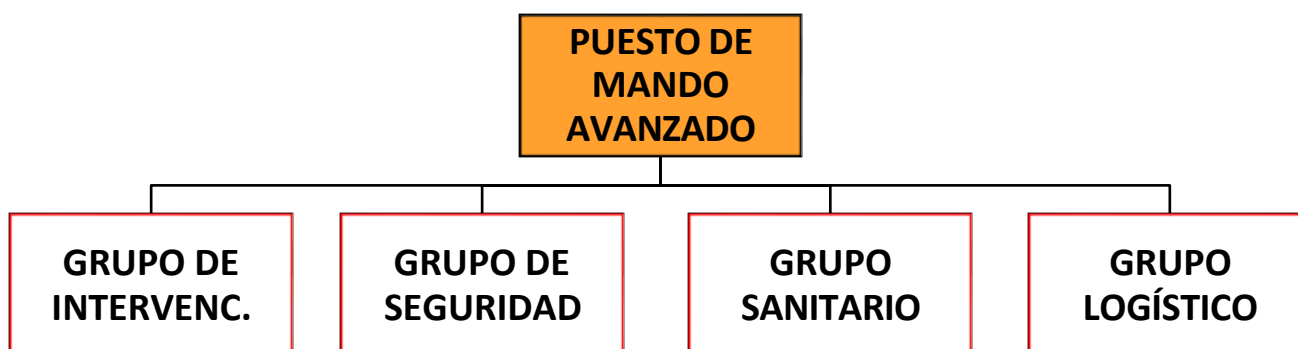 PUESTO DE
MANDO
AVANZADO
GRUPO DE
INTERVENC.
GRUPO DE
SEGURIDAD
GRUPO
SANITARIO
GRUPO
LOGÍSTICO